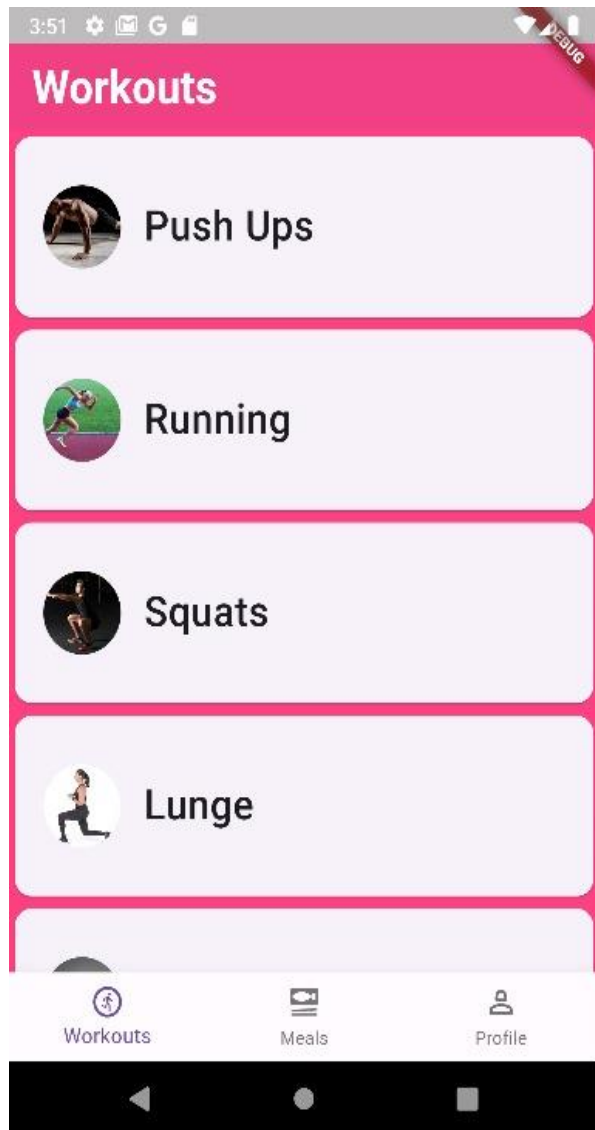 3:51 G
DEBUG
Workouts
Push Ups
Running
Squats
Lunge
Workouts
Meals
Profile